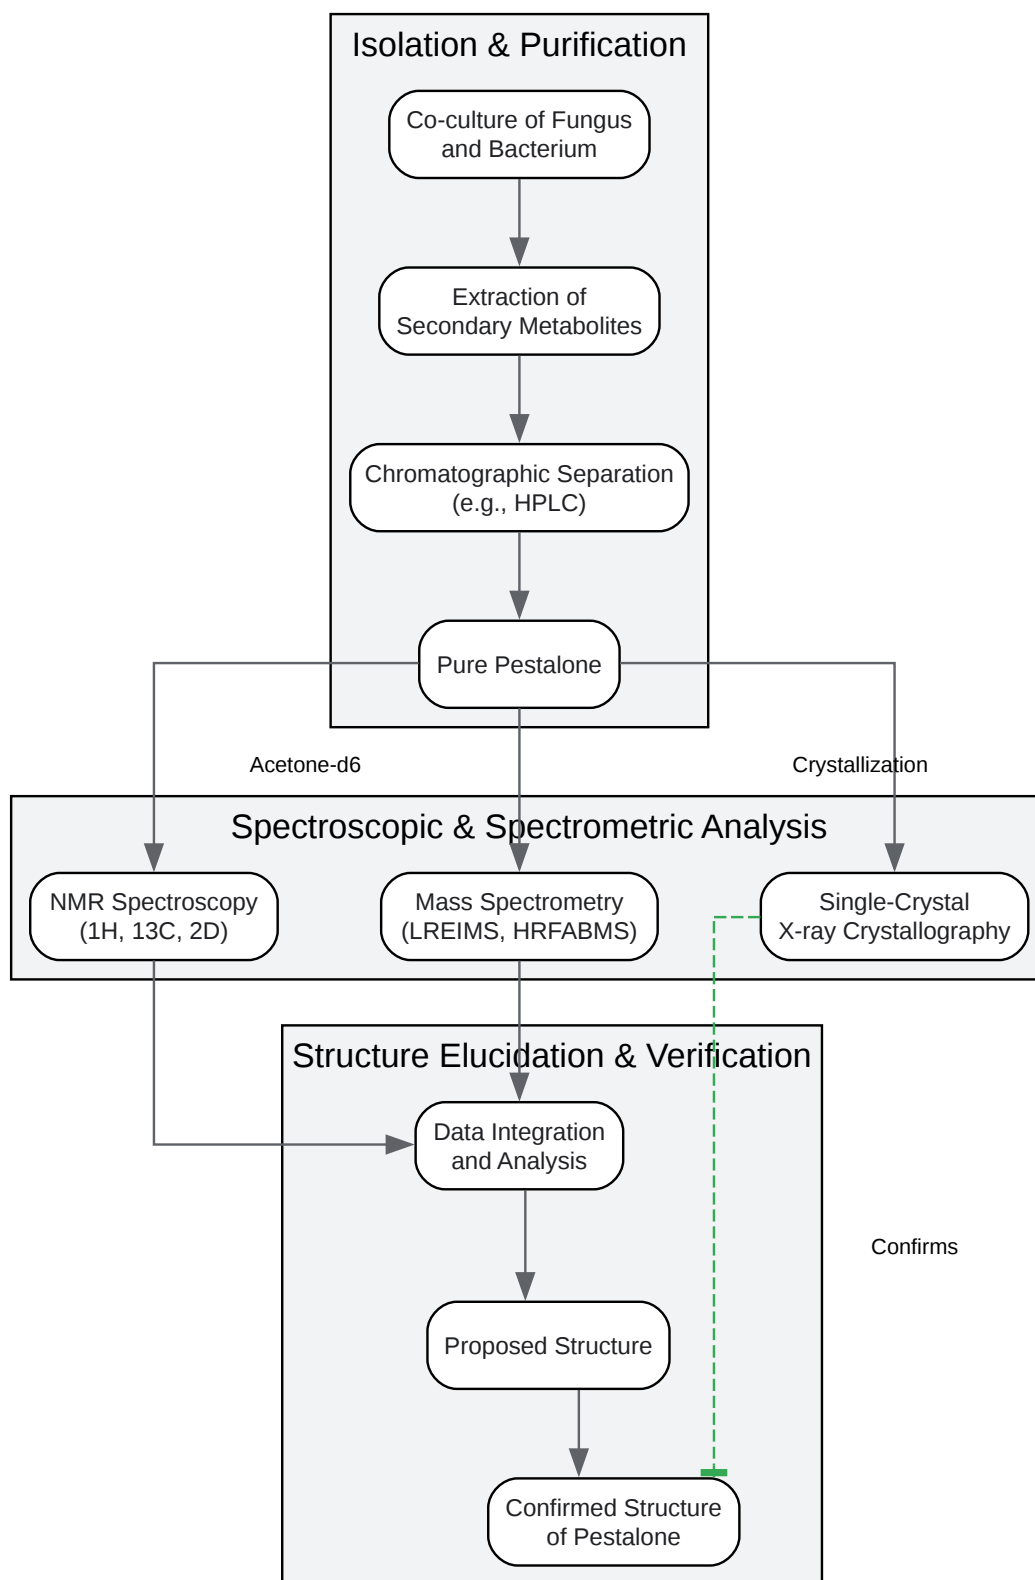 Isolation & Purification
Co-culture of Fungus
and Bacterium
Extraction of
Secondary Metabolites
Chromatographic Separation
(e.g., HPLC)
Pure Pestalone
Acetone-d6
Crystallization
Spectroscopic & Spectrometric Analysis
NMR Spectroscopy
(1H, 13C, 2D)
Mass Spectrometry
(LREIMS, HRFABMS)
Single-Crystal
X-ray Crystallography
Structure Elucidation & Verification
Data Integration
and Analysis
Confirms
Proposed Structure
Confirmed Structure
of Pestalone